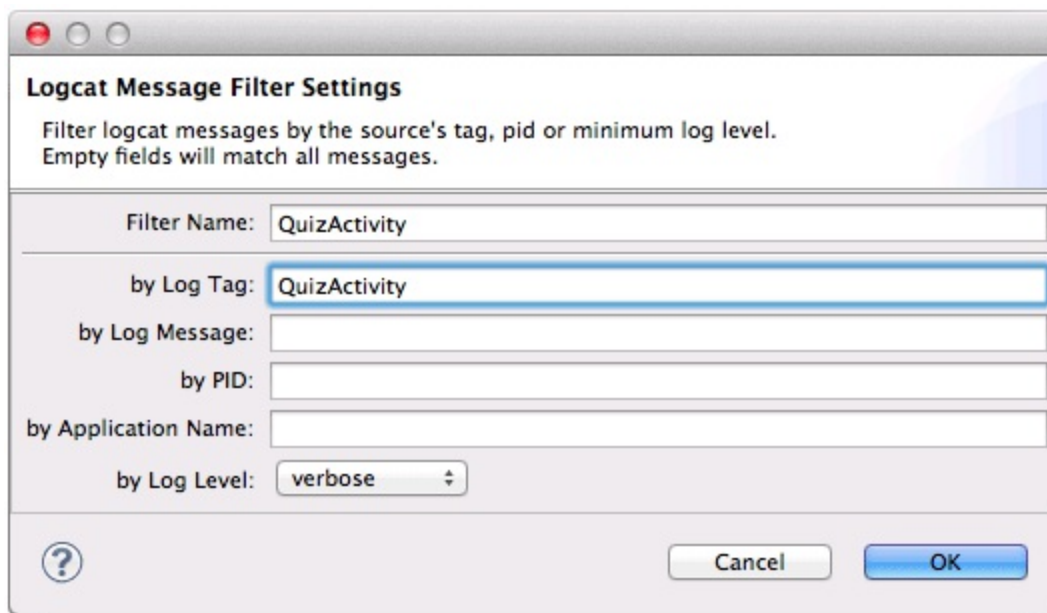 Logcat Message Filter Settings
Filter logcat messages by the source's tag, pid or minimum log level.
Empty fields will match all messages.
Filter Name: QuizActivity
by Log Tag: QuizActivity
by Log Message:
by PID:
by Application Name:
by Log Level: verbose
? Cancel OK